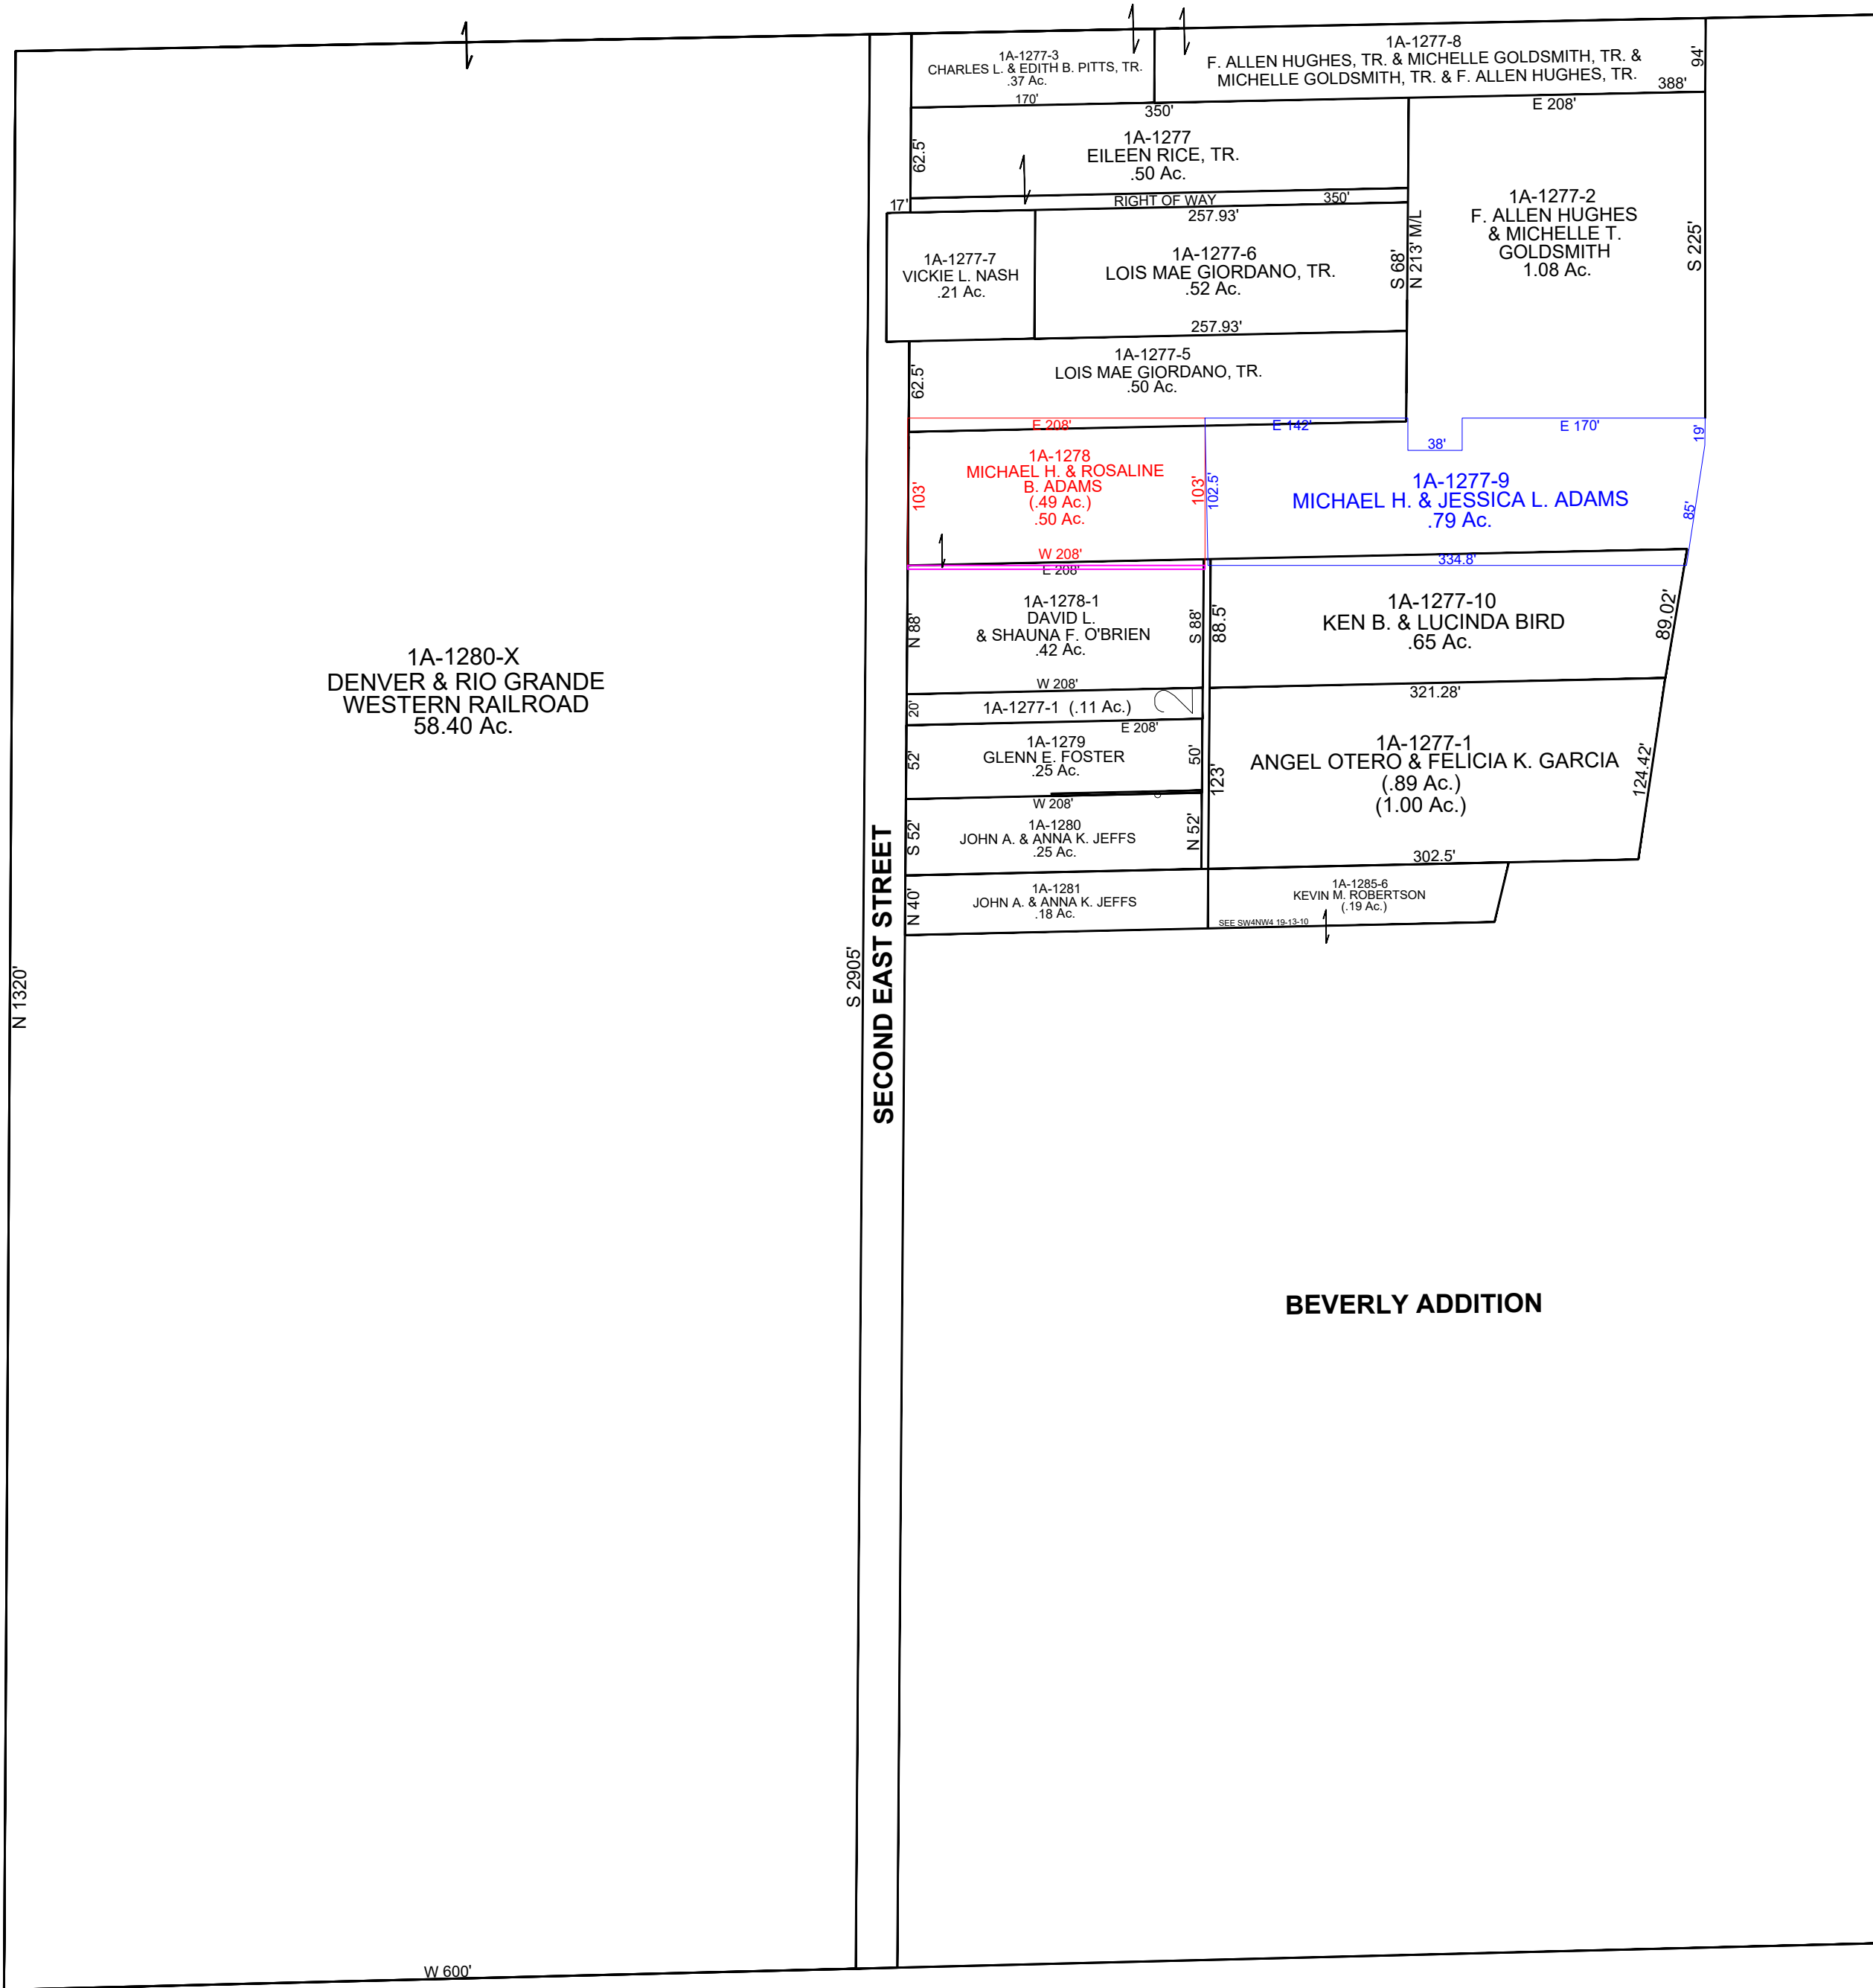 1A-1277-3
CHARLES L. & EDITH B. PITTS, TR.
.37 Ac.
170'
1A-1277-8
F. ALLEN HUGHES, TR. & MICHELLE GOLDSMITH, TR. &
MICHELLE GOLDSMITH, TR. & F. ALLEN HUGHES, TR.
388'
94'
350'
E 208'
62.5'
1A-1277
EILEEN RICE, TR.
.50 Ac.
RIGHT OF WAY
350'
17'
257.93'
1A-1277-7
VICKIE L. NASH
.21 Ac.
1A-1277-6
LOIS MAE GIORDANO, TR.
.52 Ac.
257.93'
S 68'
N 213' M/L
1A-1277-2
F. ALLEN HUGHES
& MICHELLE T.
GOLDSMITH
1.08 Ac.
S 225'
62.5'
1A-1277-5
LOIS MAE GIORDANO, TR.
.50 Ac.
E 208'
E 142'
38'
E 170'
19'
103'
1A-1278
MICHAEL H. & ROSALINE
B. ADAMS
(.49 Ac.)
.50 Ac.
103'
102.5'
W 208'
1A-1277-9
MICHAEL H. & JESSICA L. ADAMS
.79 Ac.
85'
334.8'
E 208'
N 88'
1A-1278-1
DAVID L.
& SHAUNA F. O'BRIEN
.42 Ac.
S 88'
88.5'
1A-1277-10
KEN B. & LUCINDA BIRD
.65 Ac.
89.02'
W 208'
321.28'
20'
1A-1277-1 (.11 Ac.)
2
E 208'
52'
1A-1279
GLENN E. FOSTER
.25 Ac.
50'
123'
1A-1277-1
ANGEL OTERO & FELICIA K. GARCIA
(.89 Ac.)
(1.00 Ac.)
124.42'
W 208'
S 52'
1A-1280
JOHN A. & ANNA K. JEFFS
.25 Ac.
N 52'
302.5'
N 40'
1A-1281
JOHN A. & ANNA K. JEFFS
.18 Ac.
1A-1285-6
KEVIN M. ROBERTSON
(.19 Ac.)
SEE SW4NW4 19-13-10
1A-1280-X
DENVER & RIO GRANDE
WESTERN RAILROAD
58.40 Ac.
N 1320'
S 2905'
SECOND EAST STREET
BEVERLY ADDITION
W 600'